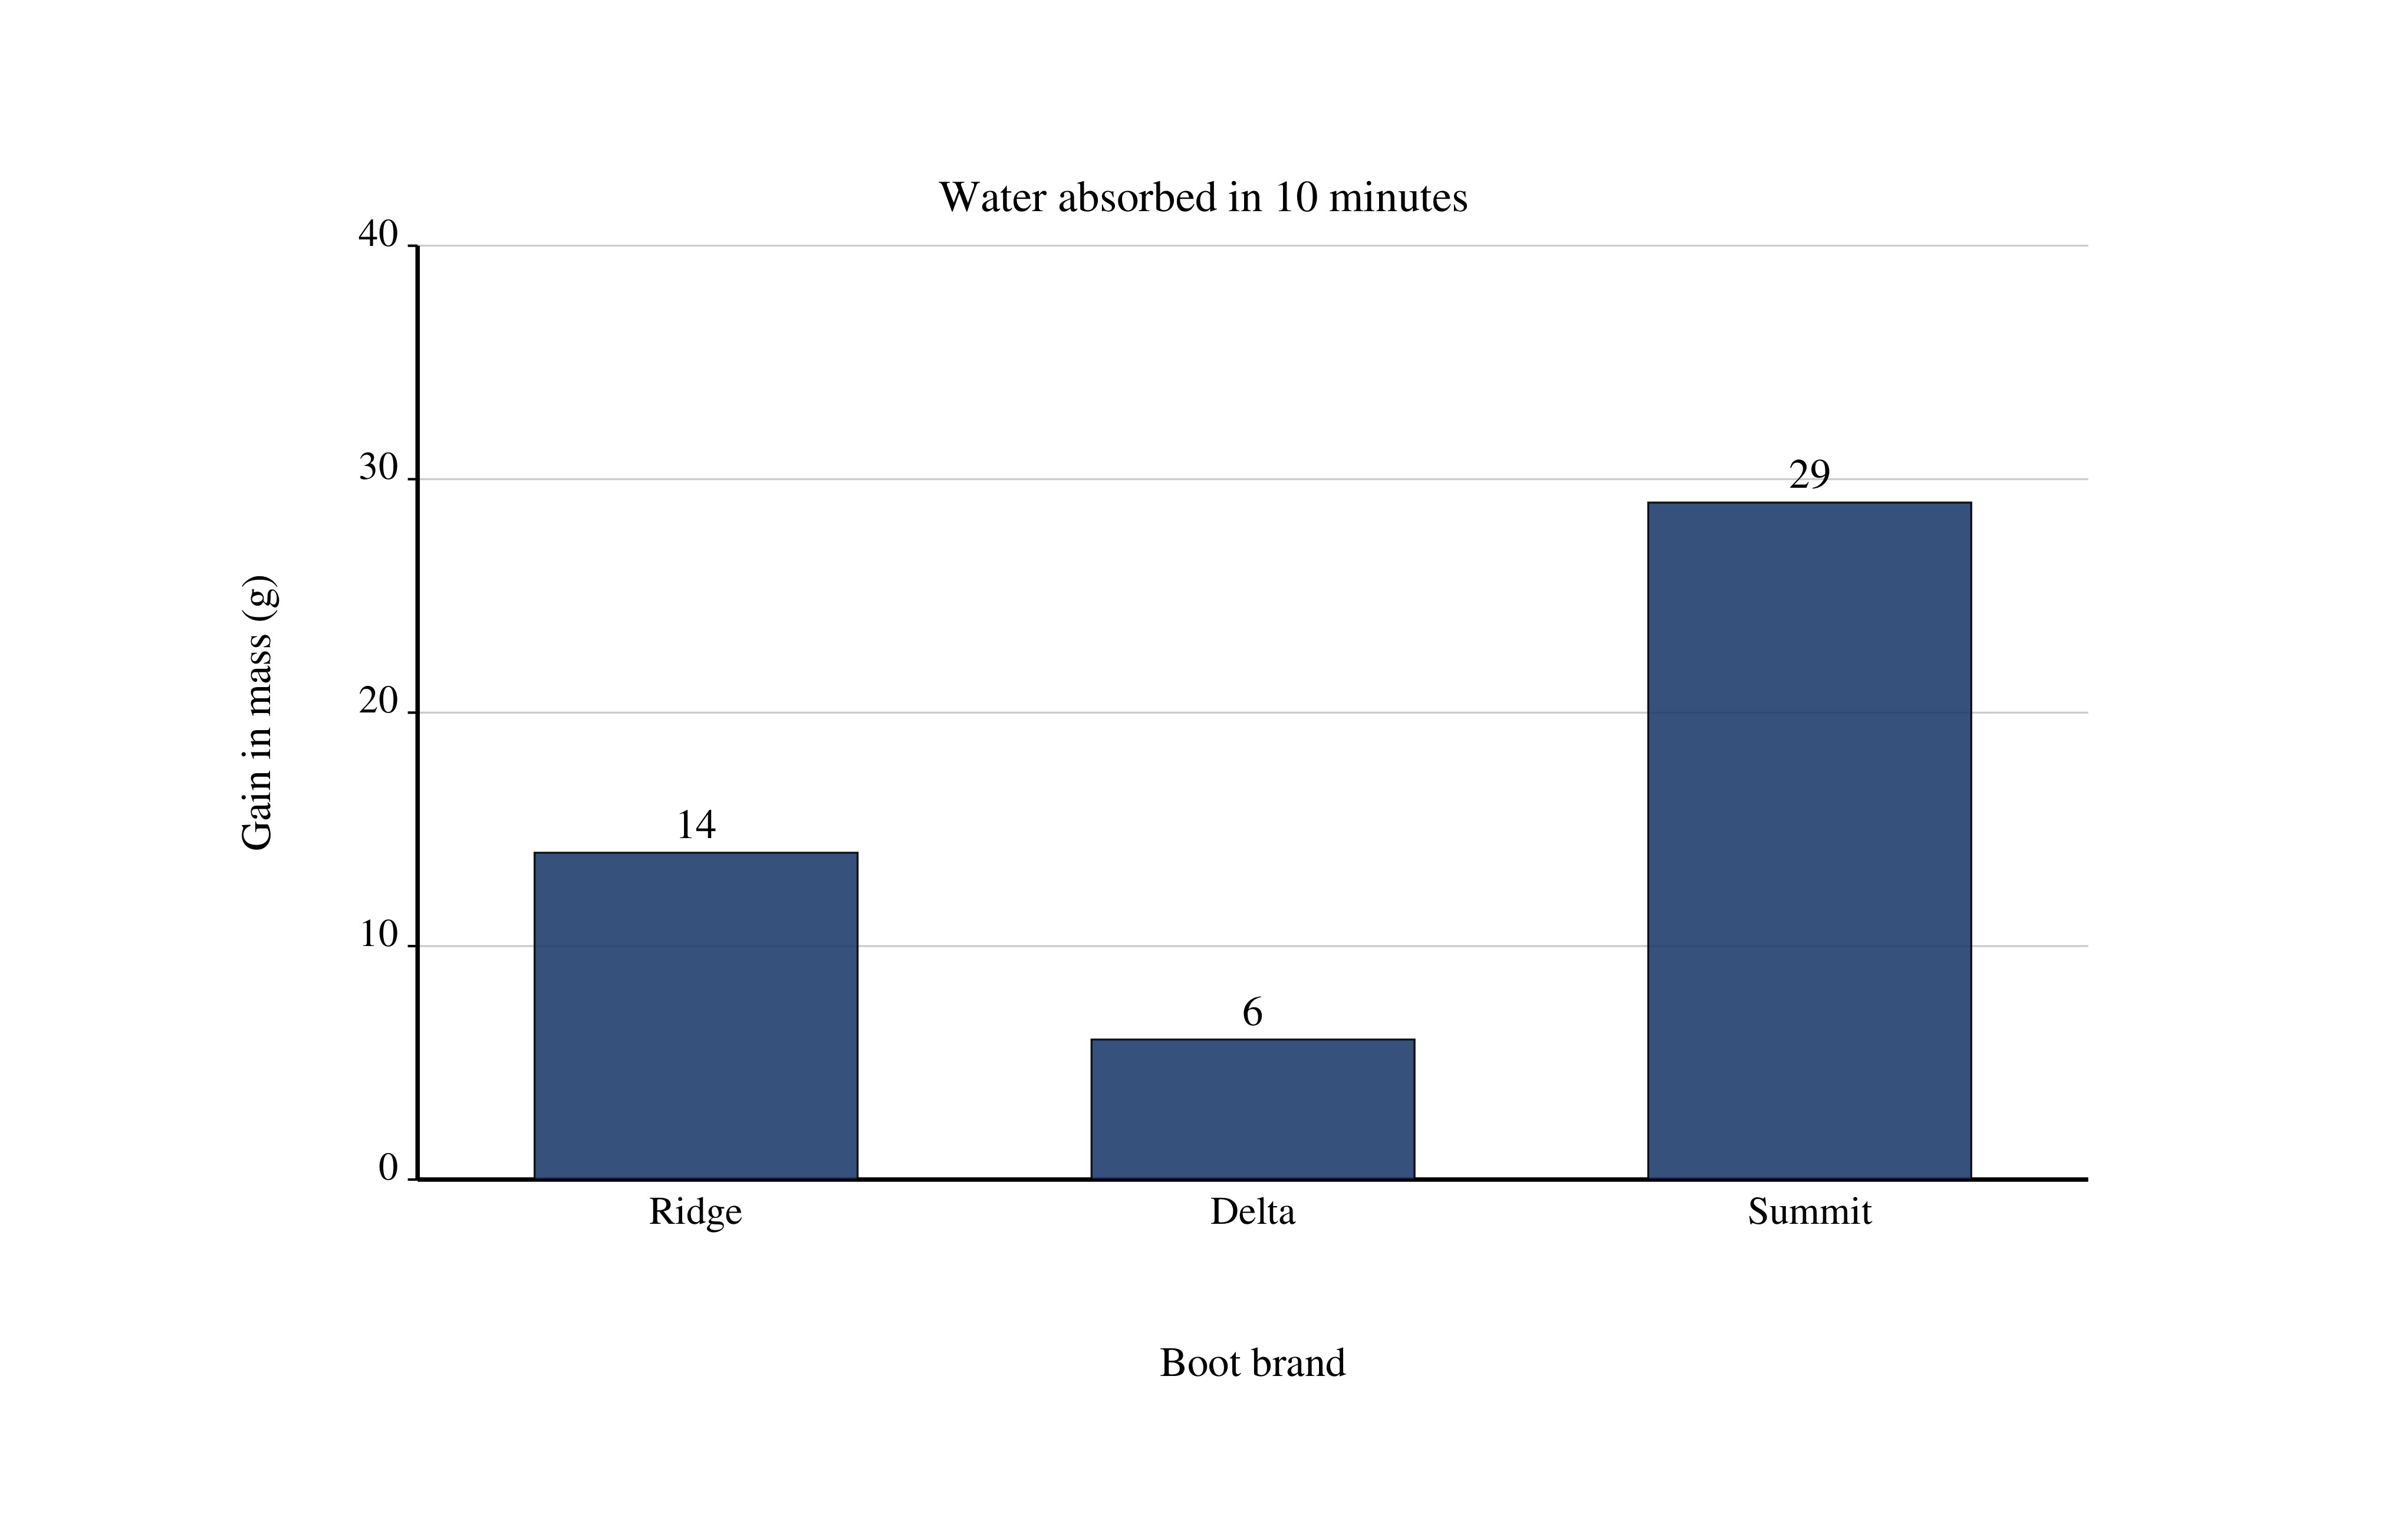 Water absorbed in 10 minutes
40
30
20
10
0
Gain in mass (g)
14
6
29
Ridge
Delta
Summit
Boot brand